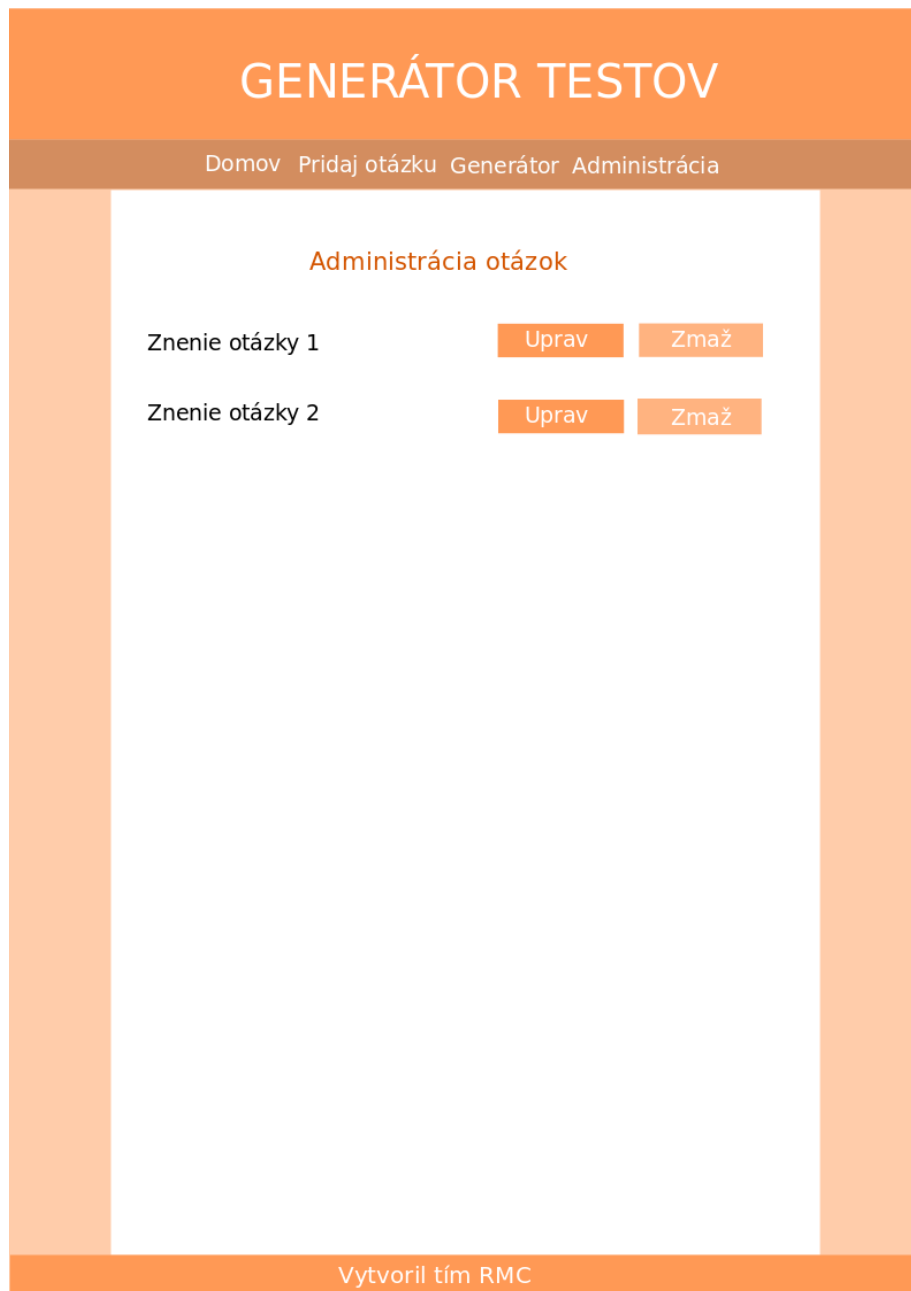 GENERÁTOR TESTOV
Domov Pridaj otázku Generátor Administrácia
Administrácia otázok
Znenie otázky 1 Uprav Zmaž
Znenie otázky 2 Uprav Zmaž
Vytvoril tím RMC